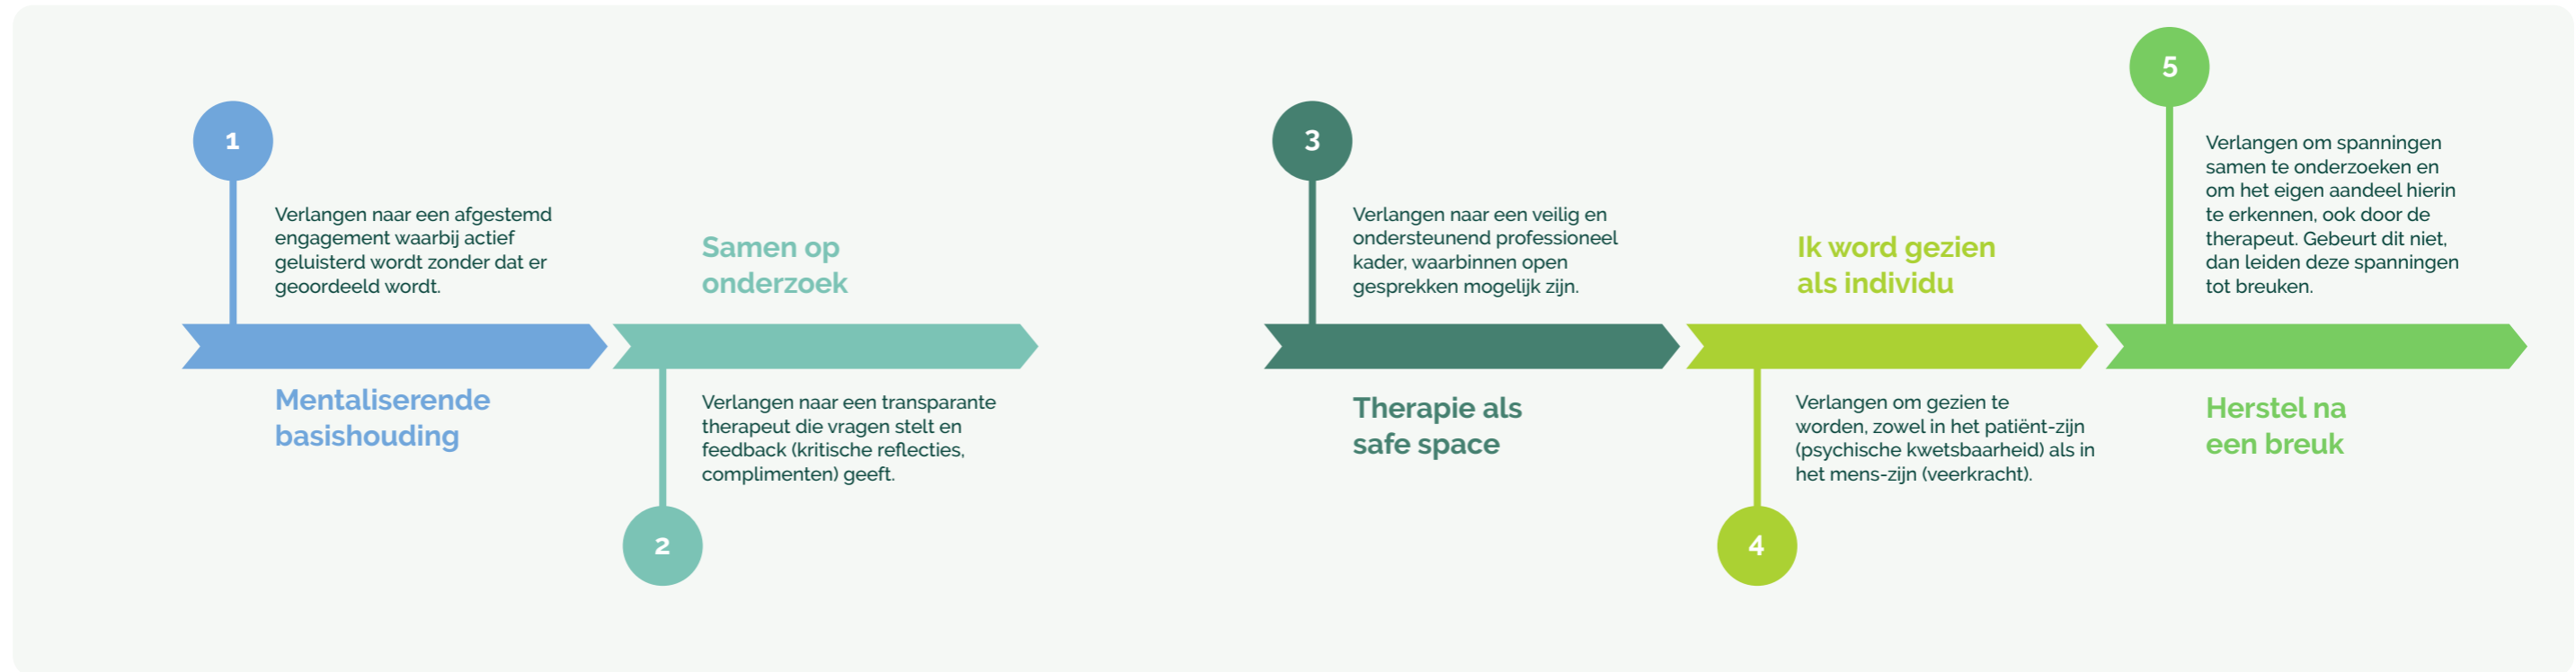 1
Verlangen naar een afgestemd
engagement waarbij actief
geluisterd wordt zonder dat er
geoordeeld wordt.
Mentaliserende
basishouding
Samen op
onderzoek
Verlangen naar een transparante
therapeut die vragen stelt en
feedback (kritische reflecties,
complimenten) geeft.
2
3
Verlangen naar een veilig en
ondersteunend professioneel
kader, waarbinnen open
gesprekken mogelijk zijn.
Therapie als
safe space
Ik word gezien
als individu
Verlangen om gezien te
worden, zowel in het patiënt-zijn
(psychische kwetsbaarheid) als in
het mens-zijn (veerkracht).
4
5
Verlangen om spanningen
samen te onderzoeken en
om het eigen aandeel hierin
te erkennen, ook door de
therapeut. Gebeurt dit niet,
dan leiden deze spanningen
tot breuken.
Herstel na
een breuk